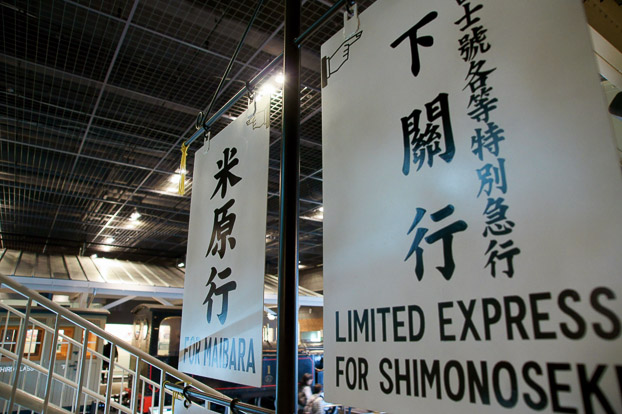 士號各等特別急行
下關行
LIMITED EXPRESS
FOR SHIMONOSEKI
米原行
FOR MAIBARA